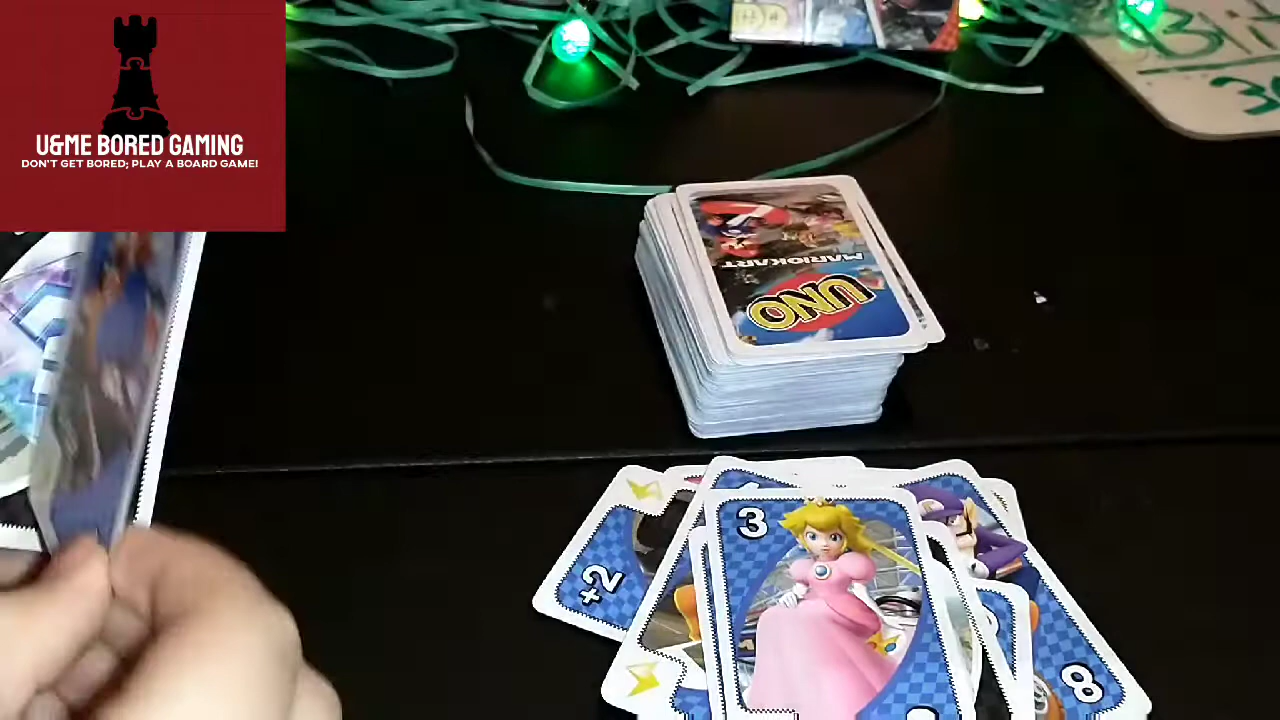 U&ME BORED GAMING
DON'T GET BORED; PLAY A BOARD GAME!
MARIOKART
UNO
3
+2
8